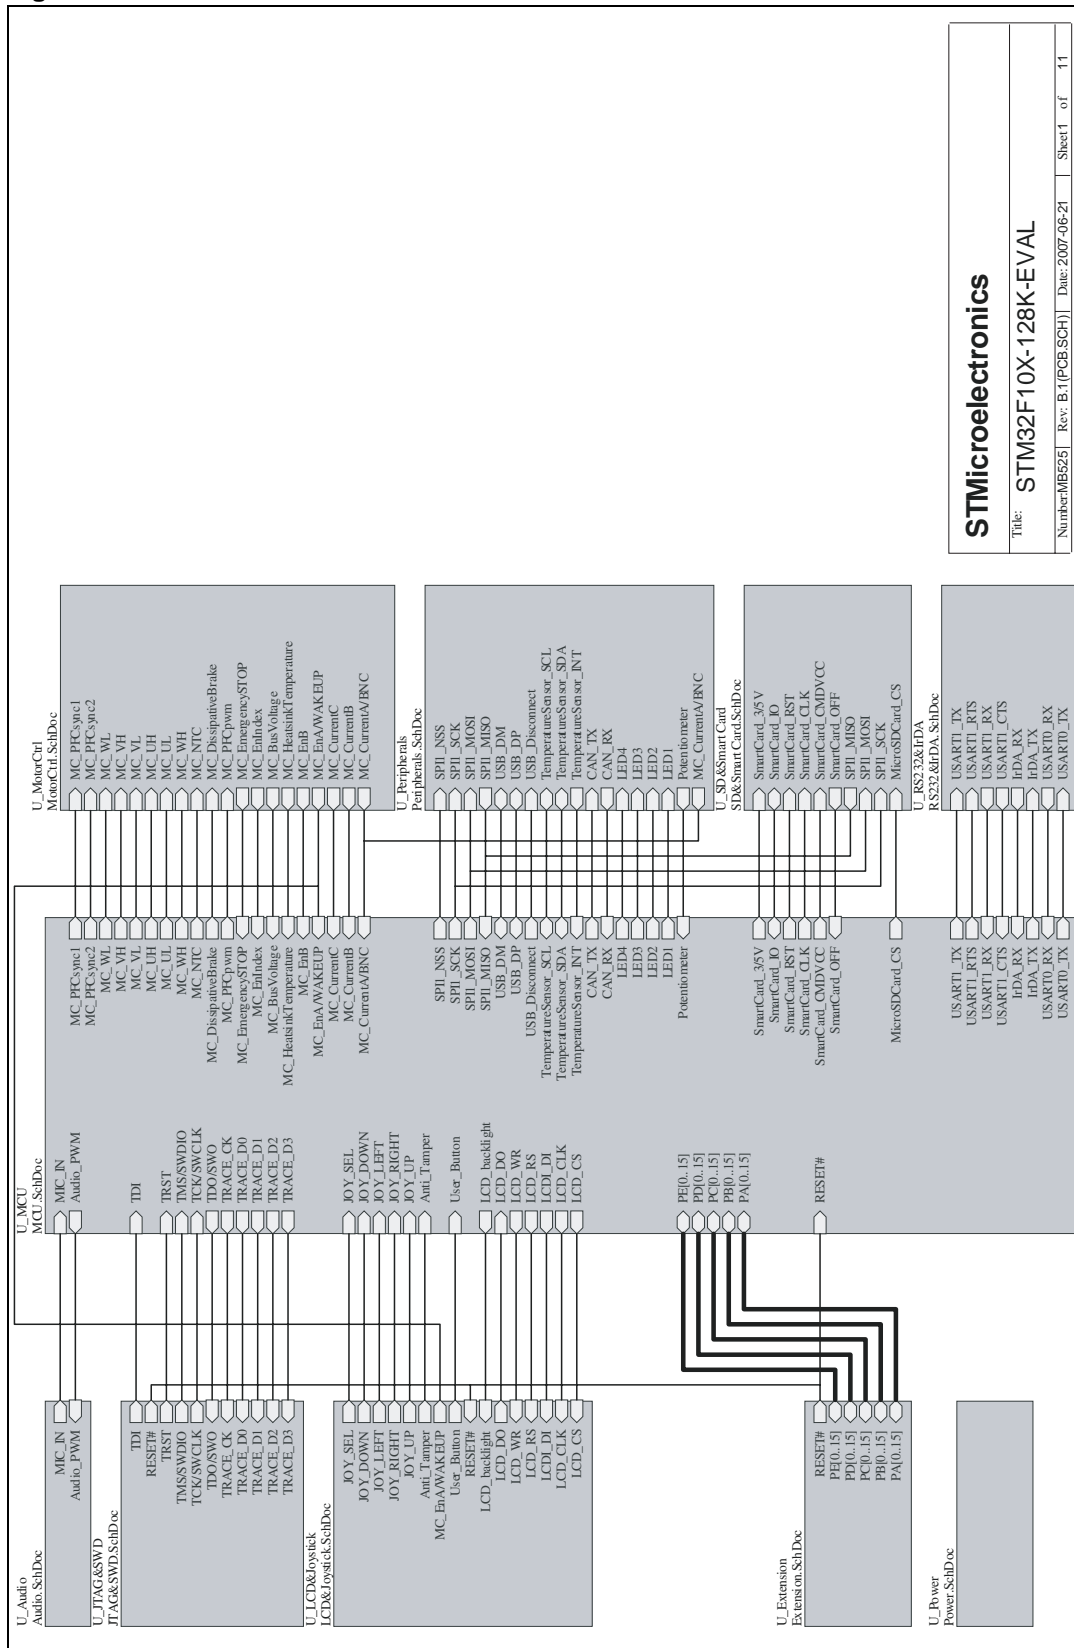 U_Audio
Audio.SchDoc
MIC_IN
Audio_PWM
U_JTAG&SWD
JTAG&SWD.SchDoc
TDI
RESET#
TRST
TMS/SWDIO
TCK/SWCLK
TDO/SWO
TRACE_CK
TRACE_D0
TRACE_D1
TRACE_D2
TRACE_D3
U_LCD&Joystick
LCD&Joystick.SchDoc
JOY_SEL
JOY_DOWN
JOY_LEFT
JOY_RIGHT
JOY_UP
Anti_Tamper
MC_EnA/WAKEUP
User_Button
RESET#
LCD_backlight
LCD_DO
LCD_WR
LCD_RS
LCDI_DI
LCD_CLK
LCD_CS
U_Extension
Extension.SchDoc
RESET#
PE[0..15]
PD[0..15]
PC[0..15]
PB[0..15]
PA[0..15]
U_Power
Power.SchDoc
U_MCU
MCU.SchDoc
MIC_IN
Audio_PWM
TDI
TRST
TMS/SWDIO
TCK/SWCLK
TDO/SWO
TRACE_CK
TRACE_D0
TRACE_D1
TRACE_D2
TRACE_D3
JOY_SEL
JOY_DOWN
JOY_LEFT
JOY_RIGHT
JOY_UP
Anti_Tamper
User_Button
LCD_backlight
LCD_DO
LCD_WR
LCD_RS
LCDI_DI
LCD_CLK
LCD_CS
PE[0..15]
PD[0..15]
PC[0..15]
PB[0..15]
PA[0..15]
RESET#
MC_PFCsync1
MC_PFCsync2
MC_WL
MC_VH
MC_VL
MC_UH
MC_UL
MC_WH
MC_NTC
MC_DissipativeBrake
MC_PFCpwm
MC_EmergencySTOP
MC_EnIndex
MC_BusVoltage
MC_HeatsinkTemperature
MC_EnB
MC_EnA/WAKEUP
MC_CurrentC
MC_CurrentB
MC_CurrentA/BNC
SPI1_NSS
SPI1_SCK
SPI1_MOSI
SPI1_MISO
USB_DM
USB_DP
USB_Disconnect
TemperatureSensor_SCL
TemperatureSensor_SDA
TemperatureSensor_INT
CAN_TX
CAN_RX
LED4
LED3
LED2
LED1
Potentiometer
SmartCard_3/5V
SmartCard_IO
SmartCard_RST
SmartCard_CLK
SmartCard_CMDVCC
SmartCard_OFF
MicroSDCard_CS
USART1_TX
USART1_RTS
USART1_RX
USART1_CTS
IrDA_RX
IrDA_TX
USART0_RX
USART0_TX
U_MotorCtrl
MotorCtrl.SchDoc
MC_PFCsync1
MC_PFCsync2
MC_WL
MC_VH
MC_VL
MC_UH
MC_UL
MC_WH
MC_NTC
MC_DissipativeBrake
MC_PFCpwm
MC_EmergencySTOP
MC_EnIndex
MC_BusVoltage
MC_HeatsinkTemperature
MC_EnB
MC_EnA/WAKEUP
MC_CurrentC
MC_CurrentB
MC_CurrentA/BNC
U_Peripherals
Peripherals.SchDoc
SPI1_NSS
SPI1_SCK
SPI1_MOSI
SPI1_MISO
USB_DM
USB_DP
USB_Disconnect
TemperatureSensor_SCL
TemperatureSensor_SDA
TemperatureSensor_INT
CAN_TX
CAN_RX
LED4
LED3
LED2
LED1
Potentiometer
MC_CurrentA/BNC
U_SD&Smart Card
SD&Smart Card.SchDoc
SmartCard_3/5V
SmartCard_IO
SmartCard_RST
SmartCard_CLK
SmartCard_CMDVCC
SmartCard_OFF
SPI1_MISO
SPI1_MOSI
SPI1_SCK
MicroSDCard_CS
U_RS232&IrDA
RS232&IrDA.SchDoc
USART1_TX
USART1_RTS
USART1_RX
USART1_CTS
IrDA_RX
IrDA_TX
USART0_RX
USART0_TX
STMicroelectronics
Title: STM32F10X-128K-EVAL
Number:MB525 Rev: B.1(PCB.SCH) Date: 2007-06-21 Sheet 1 of 11